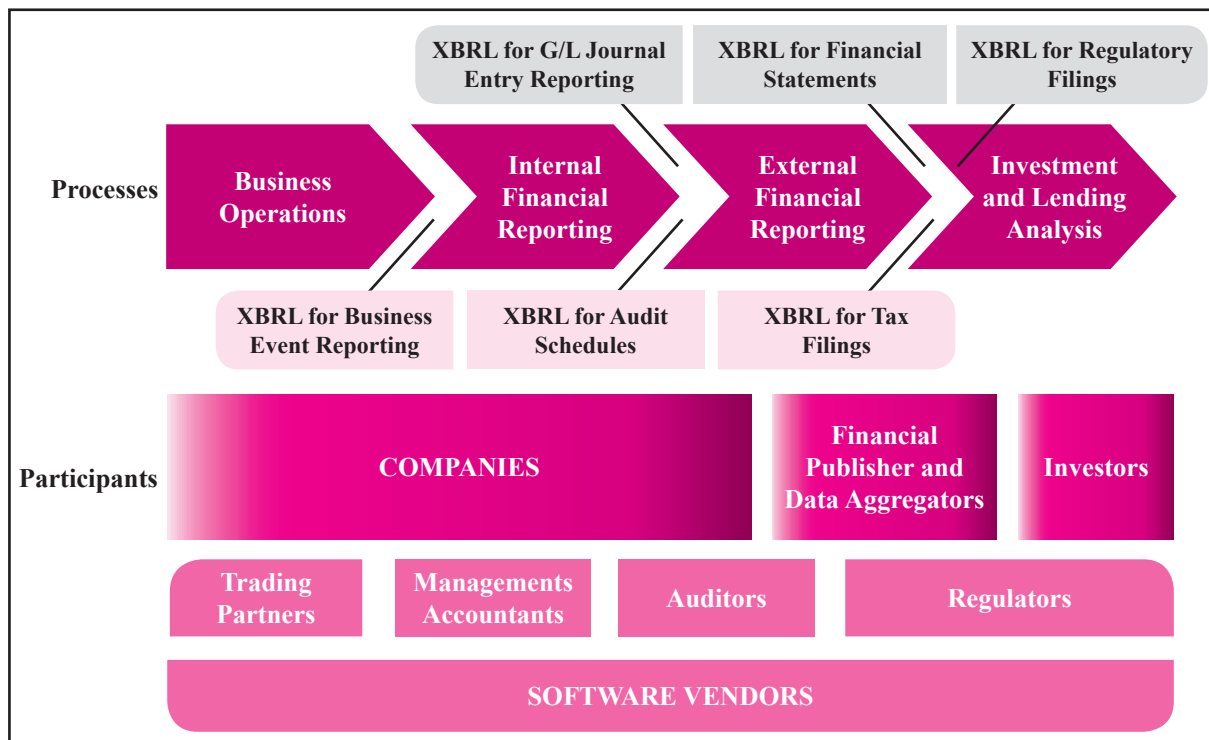 XBRL for G/L Journal
Entry Reporting
XBRL for Financial
Statements
XBRL for Regulatory
Filings
Processes
Business
Operations
Internal
Financial
Reporting
External
Financial
Reporting
Investment
and Lending
Analysis
XBRL for Business
Event Reporting
XBRL for Audit
Schedules
XBRL for Tax
Filings
Participants
COMPANIES
Financial
Publisher and
Data Aggregators
Investors
Trading
Partners
Managements
Accountants
Auditors
Regulators
SOFTWARE VENDORS